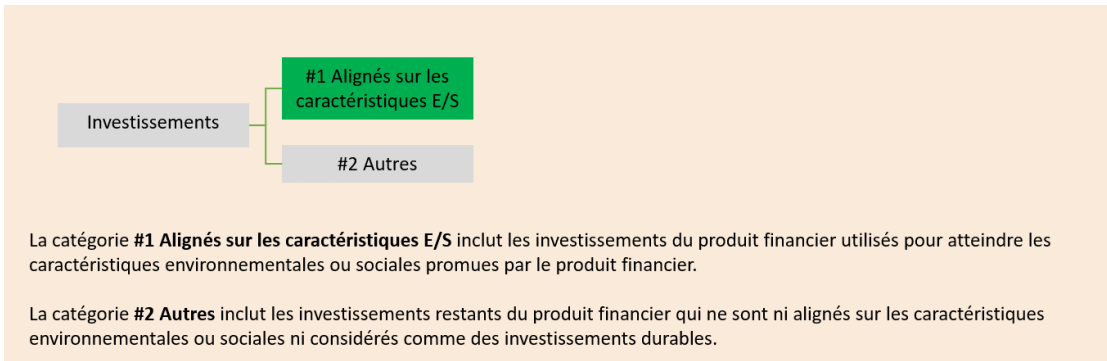 #1 Alignés sur les
caractéristiques E/S
Investissements
#2 Autres
La catégorie #1 Alignés sur les caractéristiques E/S inclut les investissements du produit financier utilisés pour atteindre les
caractéristiques environnementales ou sociales promues par le produit financier.
La catégorie #2 Autres inclut les investissements restants du produit financier qui ne sont ni alignés sur les caractéristiques
environnementales ou sociales ni considérés comme des investissements durables.